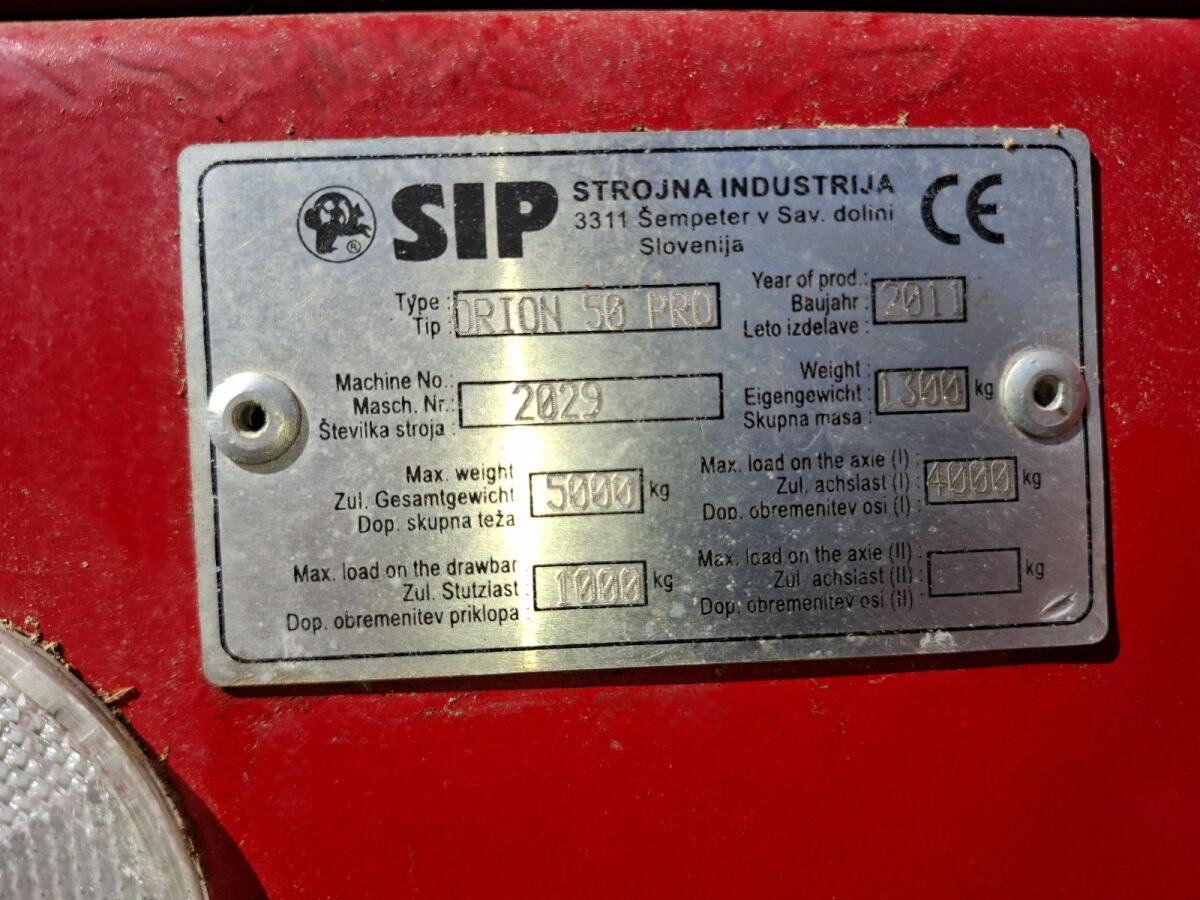 SIP STROJNA INDUSTRIJA CE
3311 Šempeter v Sav. dolini
Slovenija
®
Type :
Tip :
ORION 50 PRO
Year of prod.:
Baujahr :
Leto izdelave :
2011
Machine No.:
Masch. Nr.:
Številka stroja :
2029
Weight :
Eigengewicht :
Skupna masa :
1300 kg
Max. weight
Zul. Gesamtgewicht
Dop. skupna teža
5000 kg
Max. load on the axie (I) :
Zul. achslast (I) :
Dop. obremenitev osi (I) :
4000 kg
Max. load on the drawbar
Zul. Stutzlast :
Dop. obremenitev priklopa
1000 kg
Max. load on the axie (II) :
Zul. achslast (II) :
Dop. obremenitev osi (II) :
kg